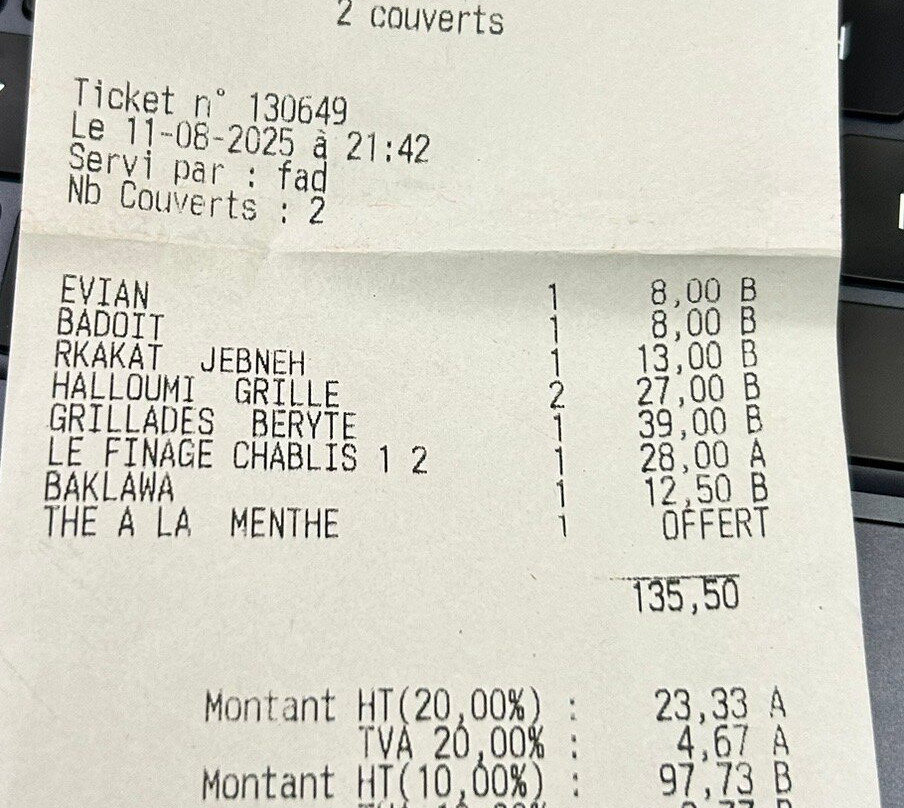 2 couverts
Ticket n° 130649
Le 11-08-2025 à 21:42
Servi par : fad
Nb Couverts : 2
EVIAN 1 8,00 B
BADOIT 1 8,00 B
RKAKAT JEBNEH 1 13,00 B
HALLOUMI GRILLE 2 27,00 B
GRILLADES BERYTE 1 39,00 B
LE FINAGE CHABLIS 1 2 1 28,00 A
BAKLAWA 1 12,50 B
THE A LA MENTHE 1 OFFERT
135,50
Montant HT(20,00%) : 23,33 A
TVA 20,00% : 4,67 A
Montant HT(10,00%) : 97,73 B